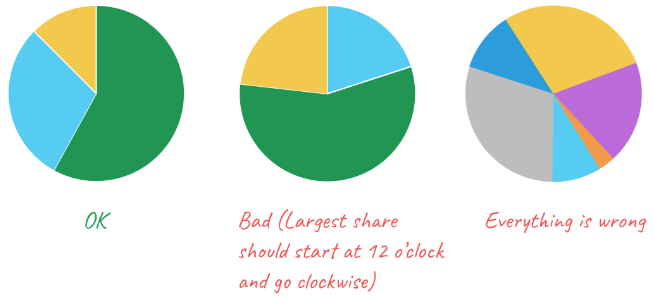 OK
Bad (Largest share
should start at 12 o'clock
and go clockwise)
Everything is wrong